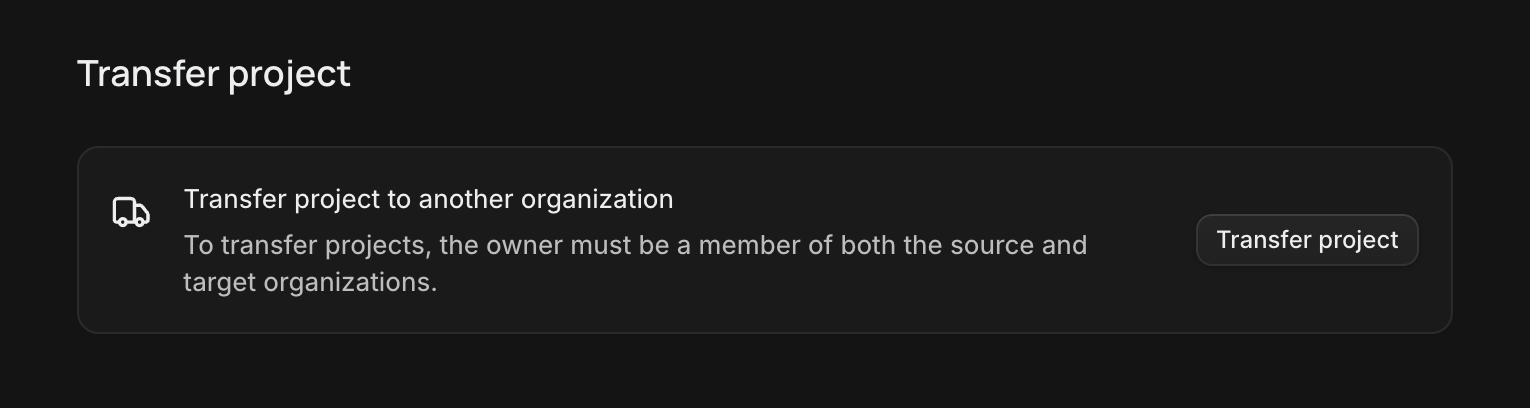 Transfer project
Transfer project to another organization
To transfer projects, the owner must be a member of both the source and
target organizations.
Transfer project